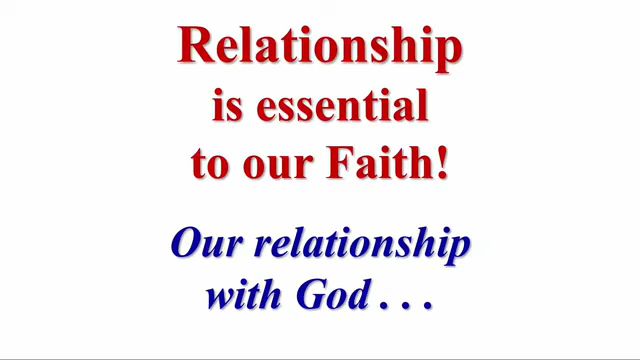 Relationship
is essential
to our Faith!
Our relationship
with God . . .